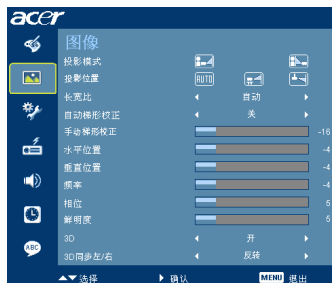 acer
图像
投影模式
投影位置 AUTO
长宽比 自动
自动梯形校正 关
手动梯形校正 -16
水平位置 -4
垂直位置 -4
频率 -4
相位 5
鲜明度 5
3D 开
3D同步左/右 反转
ABC
选择 确认 MENU 退出